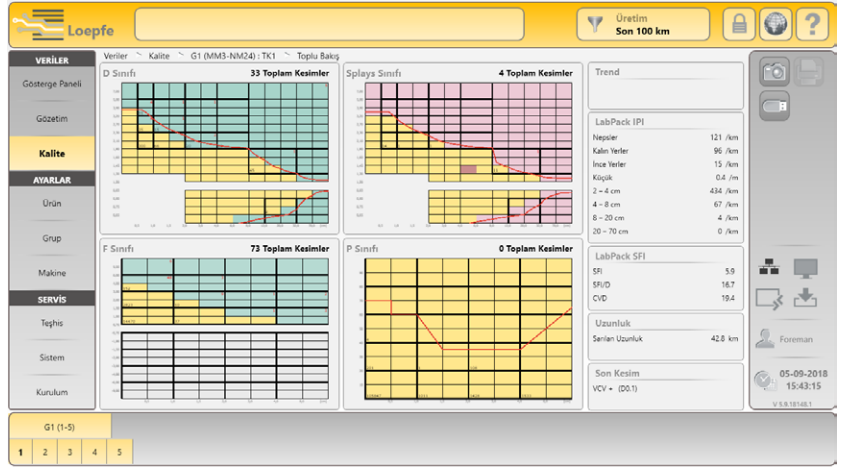 Loepfe
Üretim
Son 100 km
?
VERİLER
Gösterge Paneli
Gözetim
Kalite
AYARLAR
Ürün
Grup
Makine
SERVİS
Teşhis
Sistem
Kurulum
Veriler Kalite G1 (MM3-NM24) : TK1 Toplu Bakış
D Sınıfı 33 Toplam Kesimler
Splays Sınıfı 4 Toplam Kesimler
F Sınıfı 73 Toplam Kesimler
P Sınıfı 0 Toplam Kesimler
Trend
LabPack IPI
Nepsler 121 /km
Kalın Yerler 96 /km
İnce Yerler 15 /km
Küçük 0.4 /m
2 – 4 cm 434 /km
4 – 8 cm 67 /km
8 – 20 cm 4 /km
20 – 70 cm 0 /km
LabPack SFI
SFI 5.9
SFI/D 16.7
CVD 19.4
Uzunluk
Sarılan Uzunluk 42.8 km
Son Kesim
VCV + (D0.1)
Foreman
05-09-2018
15:43:15
V 5.9.18148.1
G1 (1-5)
1 2 3 4 5